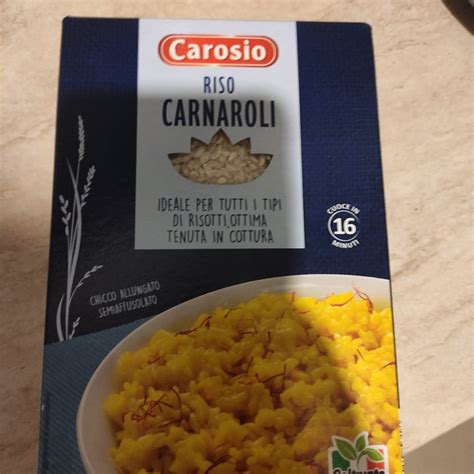 Carosio
RISO
CARNAROLI
IDEALE PER TUTTI I TIPI
DI RISOTTI, OTTIMA
TENUTA IN COTTURA
CUOCE IN
16
MINUTI
CHICCO ALLUNGATO
SEMIAFFUSOLATO